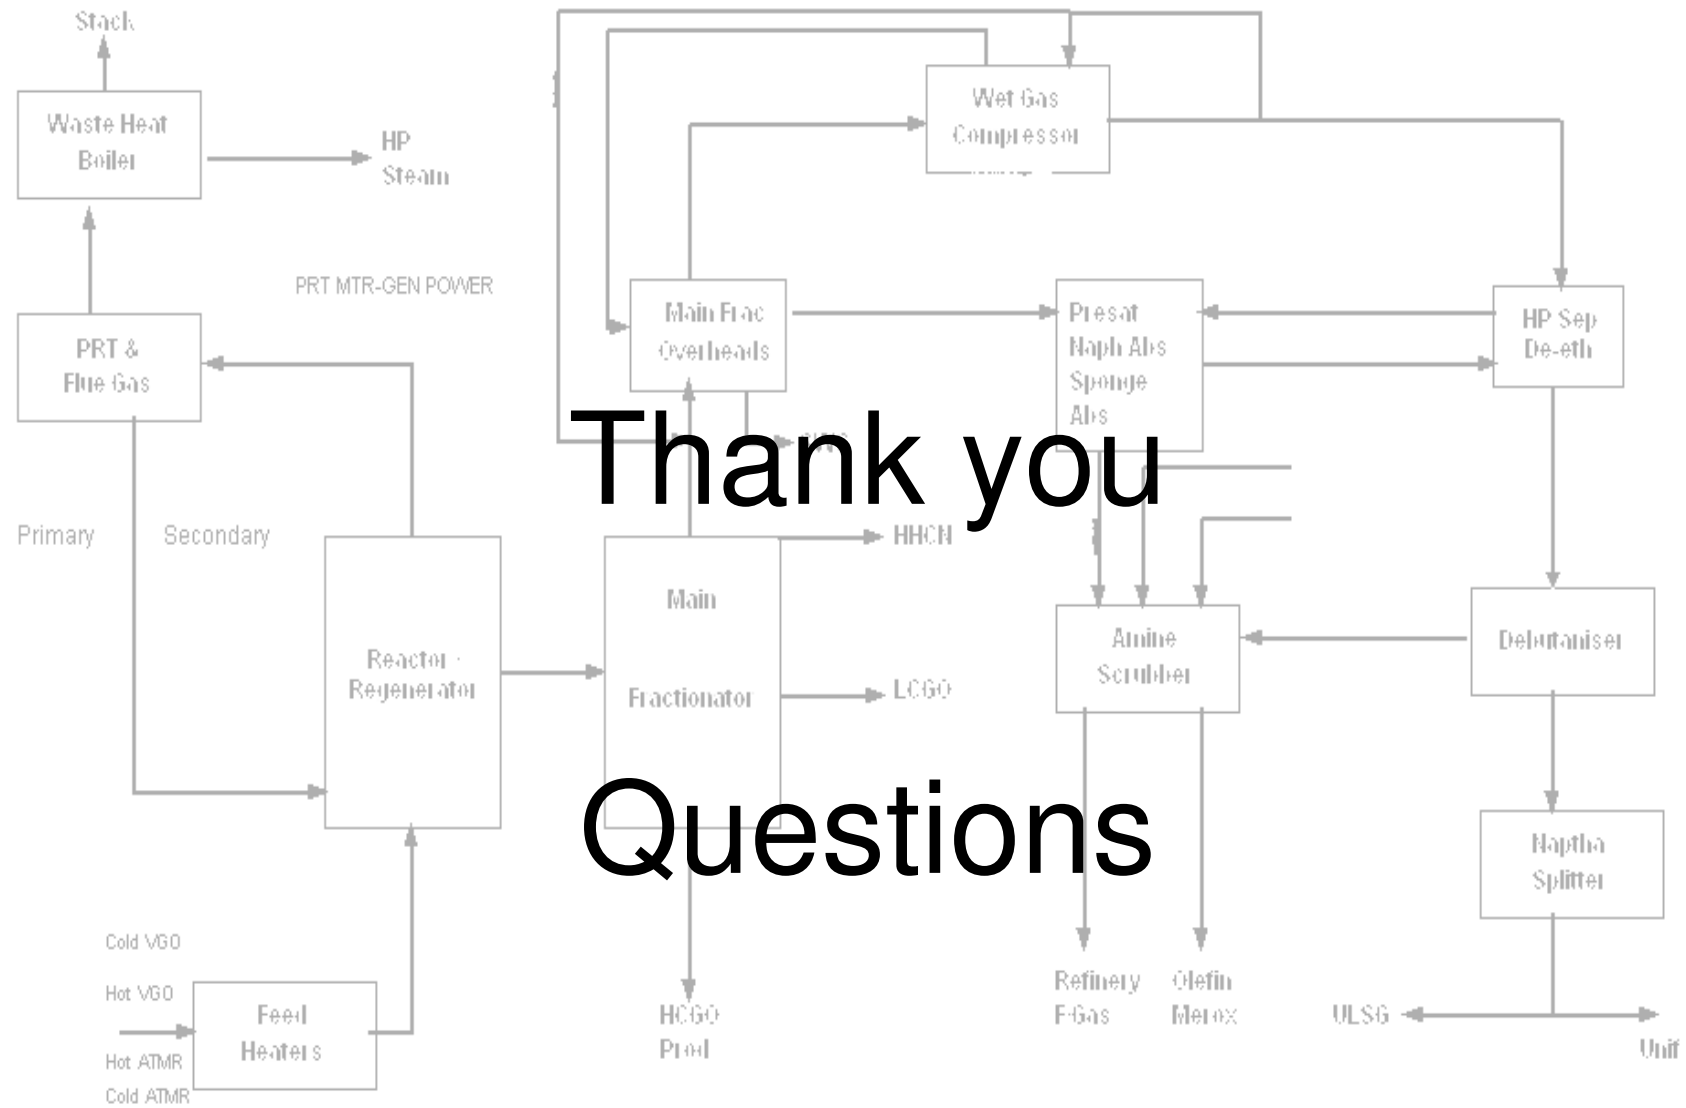 Stack
Waste Heat
Boiler
HP
Steam
PRT MTR-GEN POWER
PRT &
Flue Gas
Primary
Secondary
Reactor -
Regenerator
Cold VGO
Hot VGO
Feed
Heaters
Hot ATMR
Cold ATMR
Wet Gas
Compressor
Main Frac
Overheads
Presat
Naph Abs
Sponge
Abs
HP Sep
De-eth
Thank you
HHCN
Main
Fractionator
LCGO
Amine
Scrubber
Debutaniser
Questions
Naptha
Splitter
HCGO
Prod
Refinery
F-Gas
Olefin
Merox
ULSG
Unif